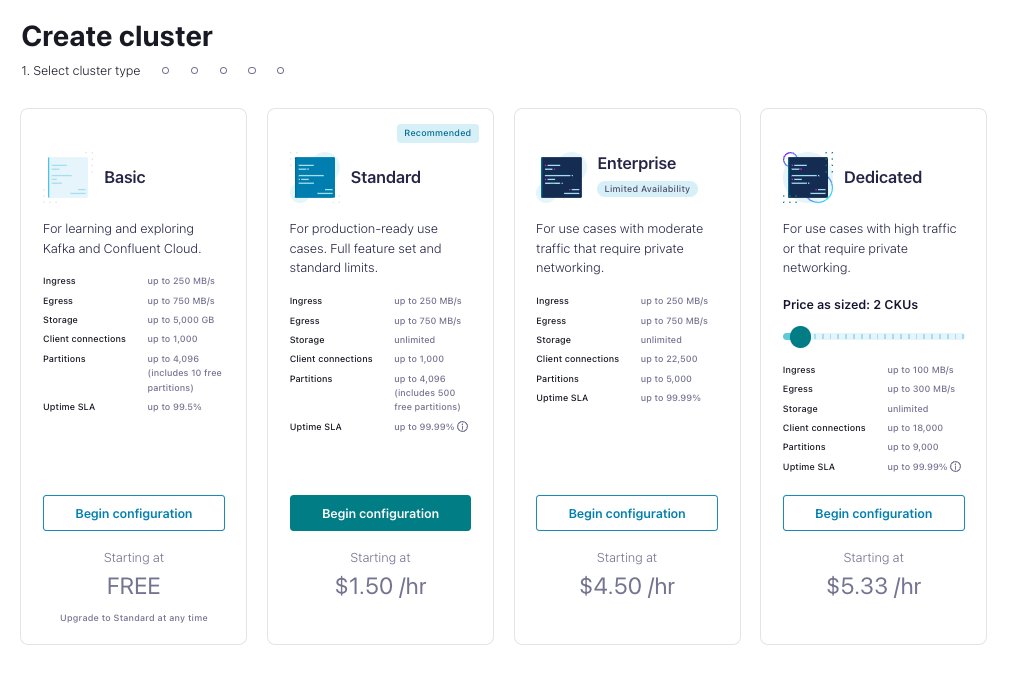 Create cluster
1. Select cluster type
Basic
For learning and exploring
Kafka and Confluent Cloud.
Ingress up to 250 MB/s
Egress up to 750 MB/s
Storage up to 5,000 GB
Client connections up to 1,000
Partitions up to 4,096
(includes 10 free
partitions)
Uptime SLA up to 99.5%
Begin configuration
Starting at
FREE
Upgrade to Standard at any time
Recommended
Standard
For production-ready use
cases. Full feature set and
standard limits.
Ingress up to 250 MB/s
Egress up to 750 MB/s
Storage unlimited
Client connections up to 1,000
Partitions up to 4,096
(includes 500
free partitions)
Uptime SLA up to 99.99%
Begin configuration
Starting at
$1.50 /hr
Enterprise
Limited Availability
For use cases with moderate
traffic that require private
networking.
Ingress up to 250 MB/s
Egress up to 750 MB/s
Storage unlimited
Client connections up to 22,500
Partitions up to 5,000
Uptime SLA up to 99.99%
Begin configuration
Starting at
$4.50 /hr
Dedicated
For use cases with high traffic
or that require private
networking.
Price as sized: 2 CKUs
Ingress up to 100 MB/s
Egress up to 300 MB/s
Storage unlimited
Client connections up to 18,000
Partitions up to 9,000
Uptime SLA up to 99.99%
Begin configuration
Starting at
$5.33 /hr